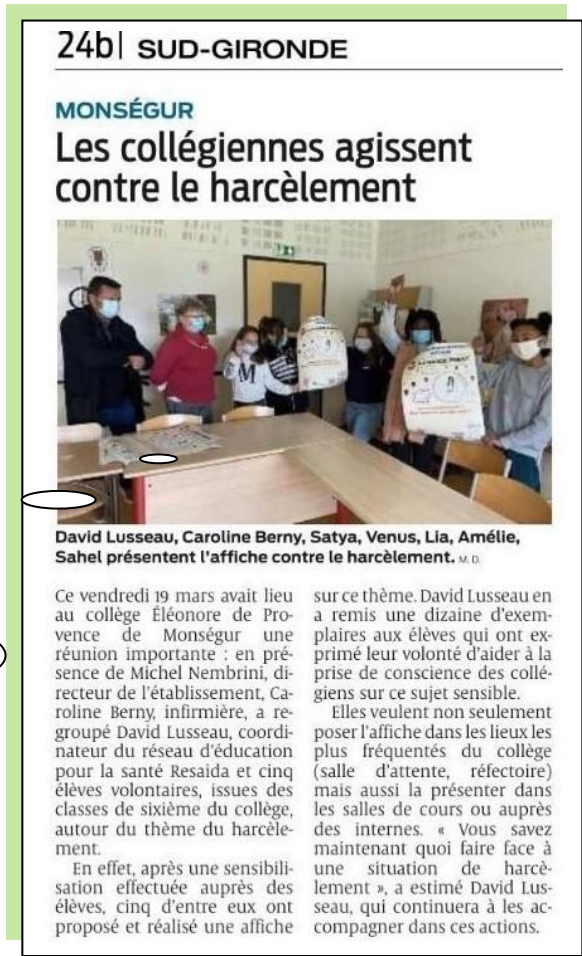 24b| SUD-GIRONDE
MONSÉGUR
Les collégiennes agissent
contre le harcèlement
David Lusseau, Caroline Berny, Satya, Venus, Lia, Amélie,
Sahel présentent l'affiche contre le harcèlement. M. D.
Ce vendredi 19 mars avait lieu
au collège Éléonore de Pro-
vence de Monségur une
réunion importante : en pré-
sence de Michel Nembrini, di-
recteur de l'établissement, Ca-
roline Berny, infirmière, a re-
groupé David Lusseau, coordi-
nateur du réseau d'éducation
pour la santé Resaida et cinq
élèves volontaires, issues des
classes de sixième du collège,
autour du thème du harcèle-
ment.
En effet, après une sensibili-
sation effectuée auprès des
élèves, cinq d'entre eux ont
proposé et réalisé une affiche
sur ce thème. David Lusseau en
a remis une dizaine d'exem-
plaires aux élèves qui ont ex-
primé leur volonté d'aider à la
prise de conscience des collé-
giens sur ce sujet sensible.
Elles veulent non seulement
poser l'affiche dans les lieux les
plus fréquentés du collège
(salle d'attente, réfectoire)
mais aussi la présenter dans
les salles de cours ou auprès
des internes. « Vous savez
maintenant quoi faire face à
une situation de harcè-
lement », a estimé David Lus-
seau, qui continuera à les ac-
compagner dans ces actions.